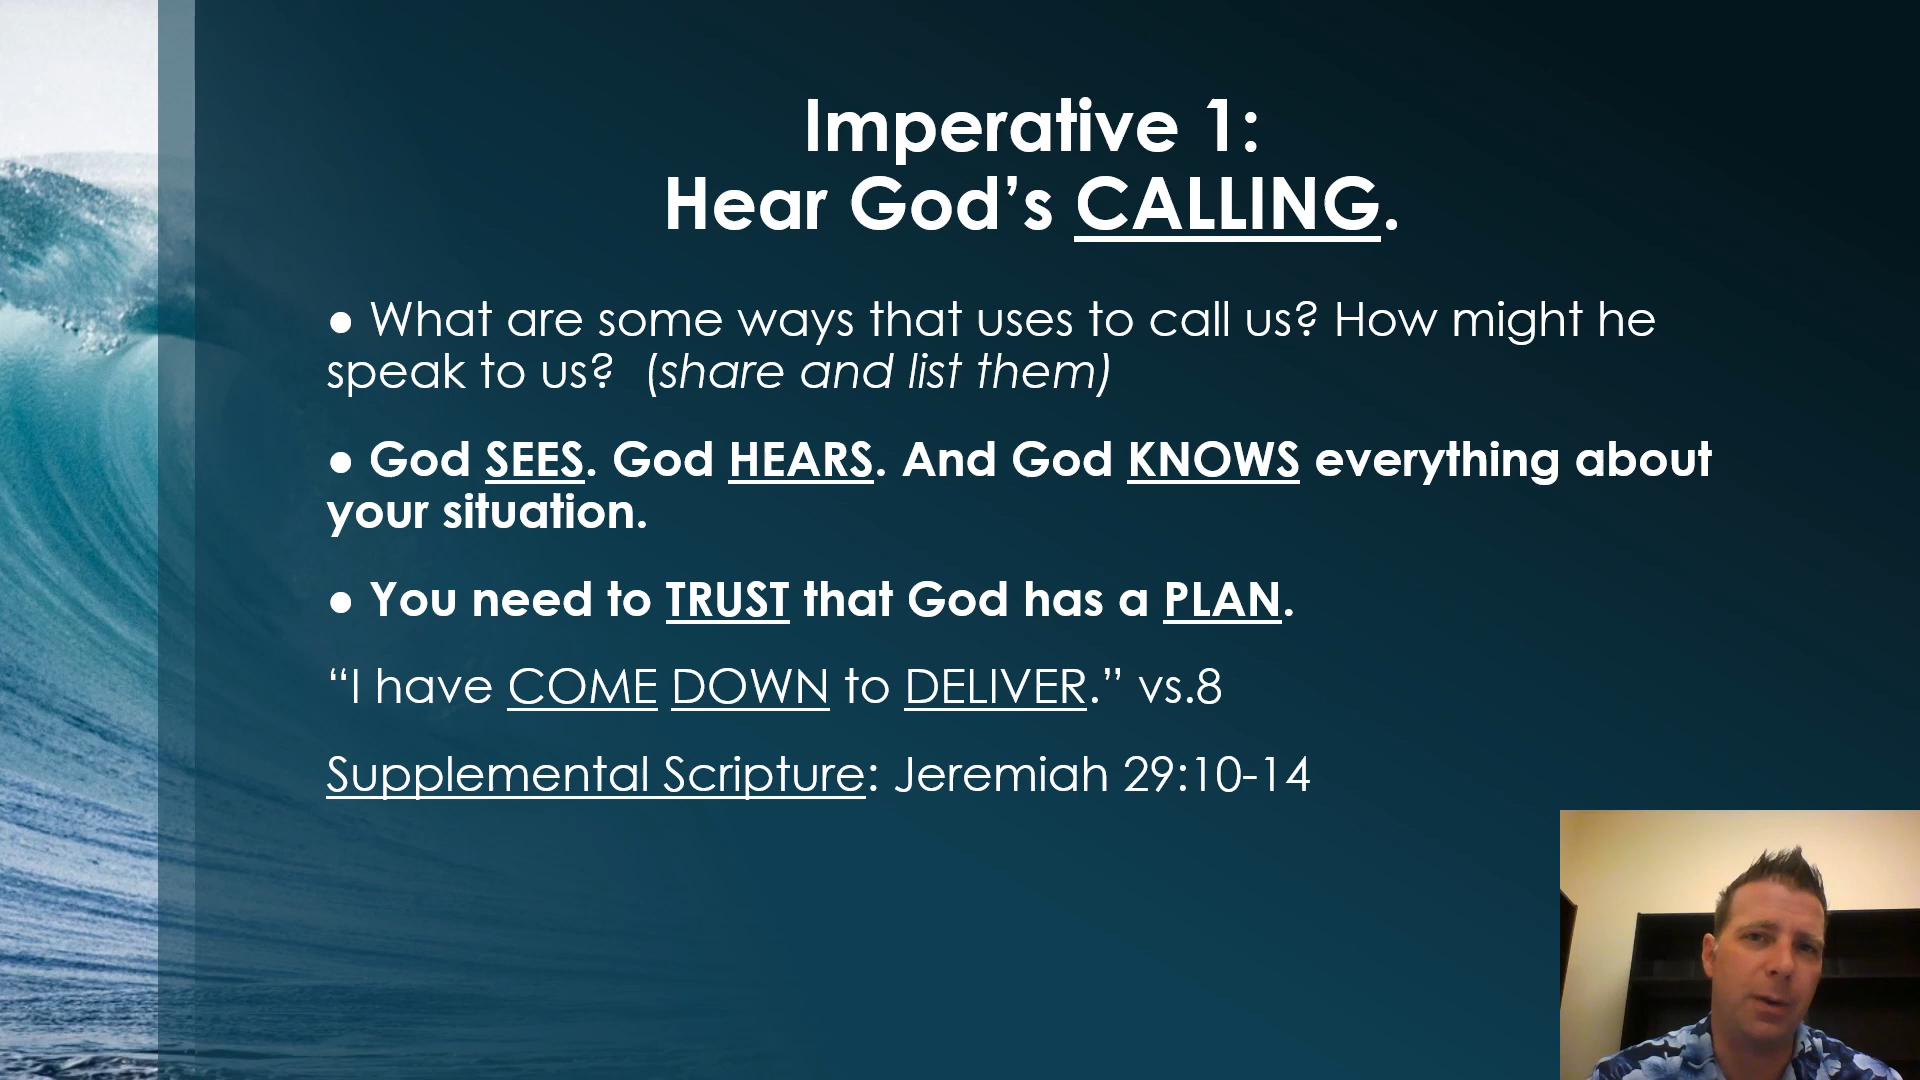 Imperative 1:
Hear God’s CALLING.
● What are some ways that uses to call us? How might he
speak to us?  (share and list them)
● God SEES. God HEARS. And God KNOWS everything about
your situation.
● You need to TRUST that God has a PLAN.
“I have COME DOWN to DELIVER.” vs.8
Supplemental Scripture: Jeremiah 29:10-14